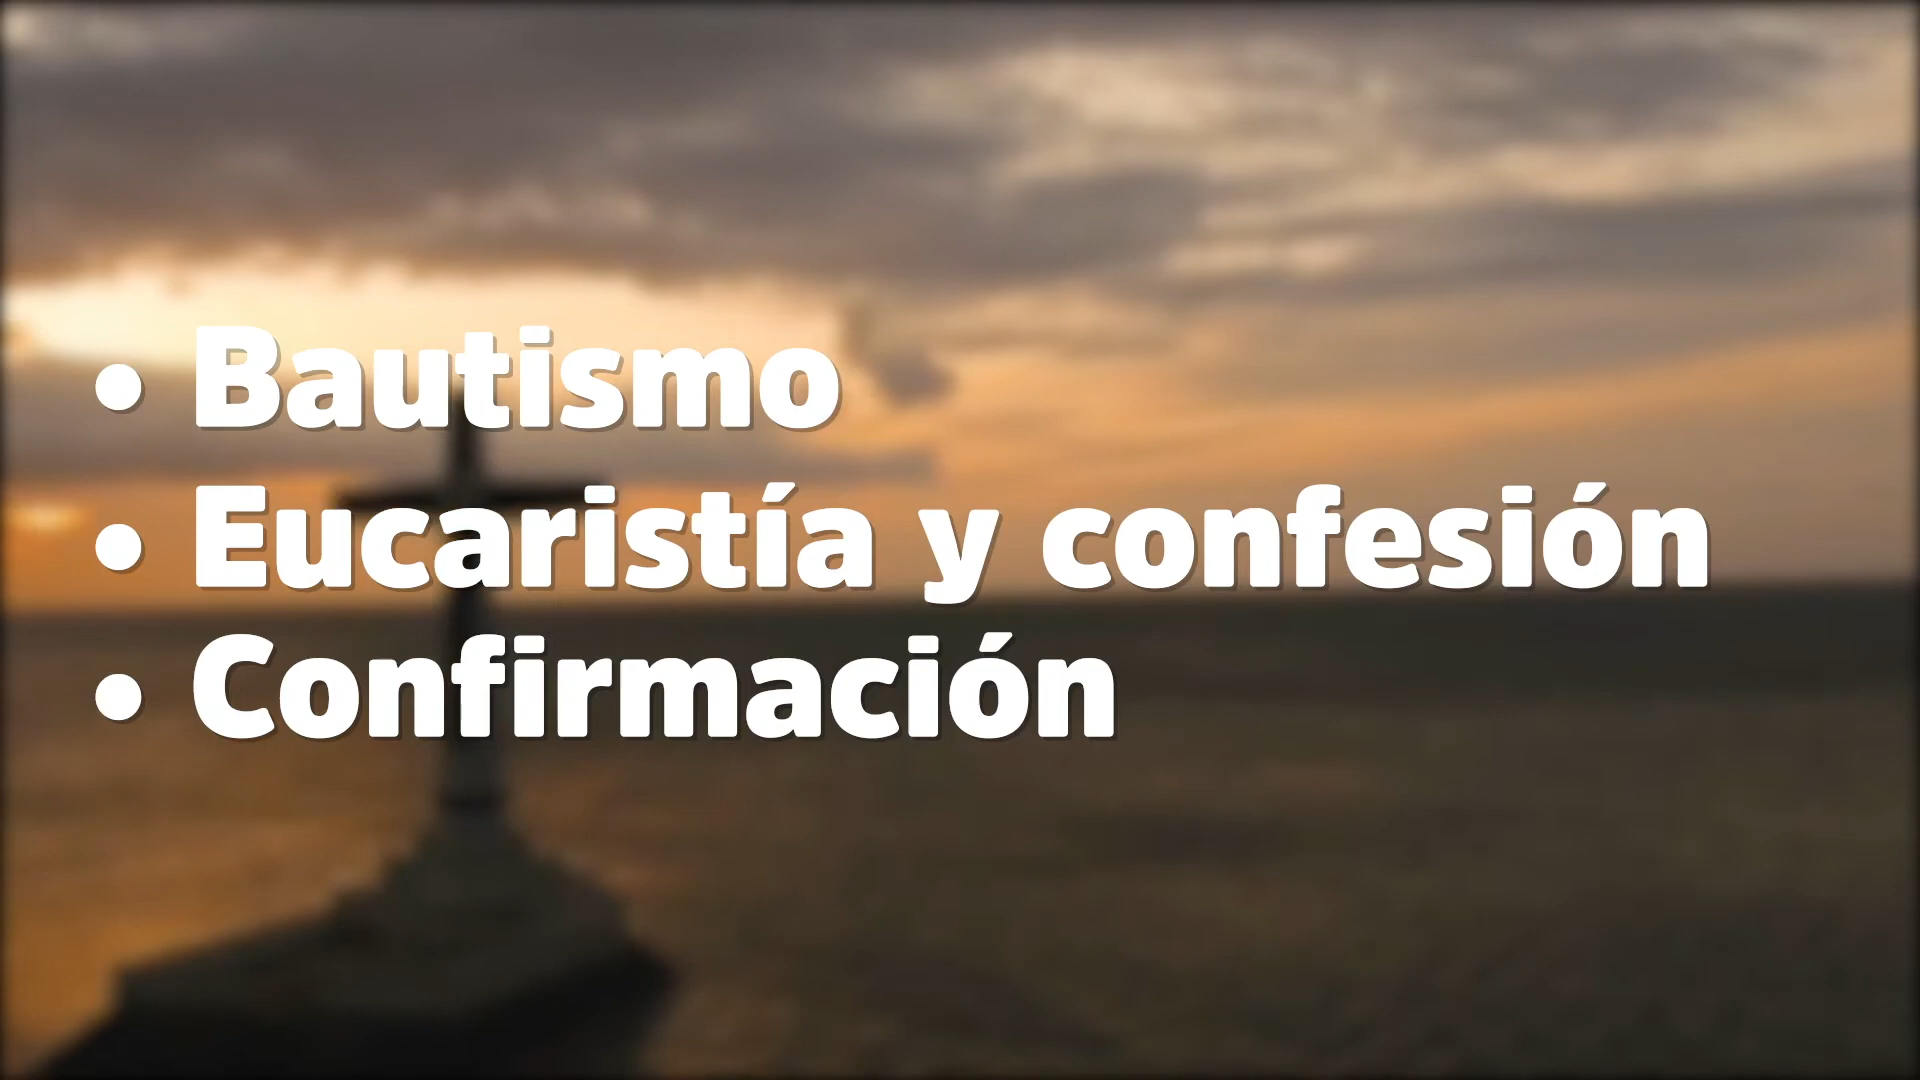 • Bautismo
• Eucaristía y confesión
• Confirmación